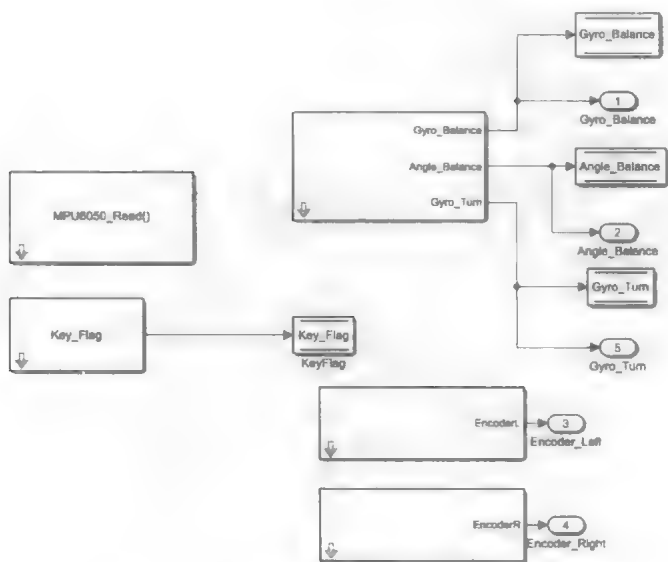 Gyro_Balance
1
Gyro_Balance
Gyro_Balance
Angle_Balance
Gyro_Turn
Angle_Balance
2
Angle_Balance
Gyro_Turn
5
Gyro_Turn
MPU6050_Read()
Key_Flag
Key_Flag
KeyFlag
EncoderL
3
Encoder_Left
EncoderR
4
Encoder_Right